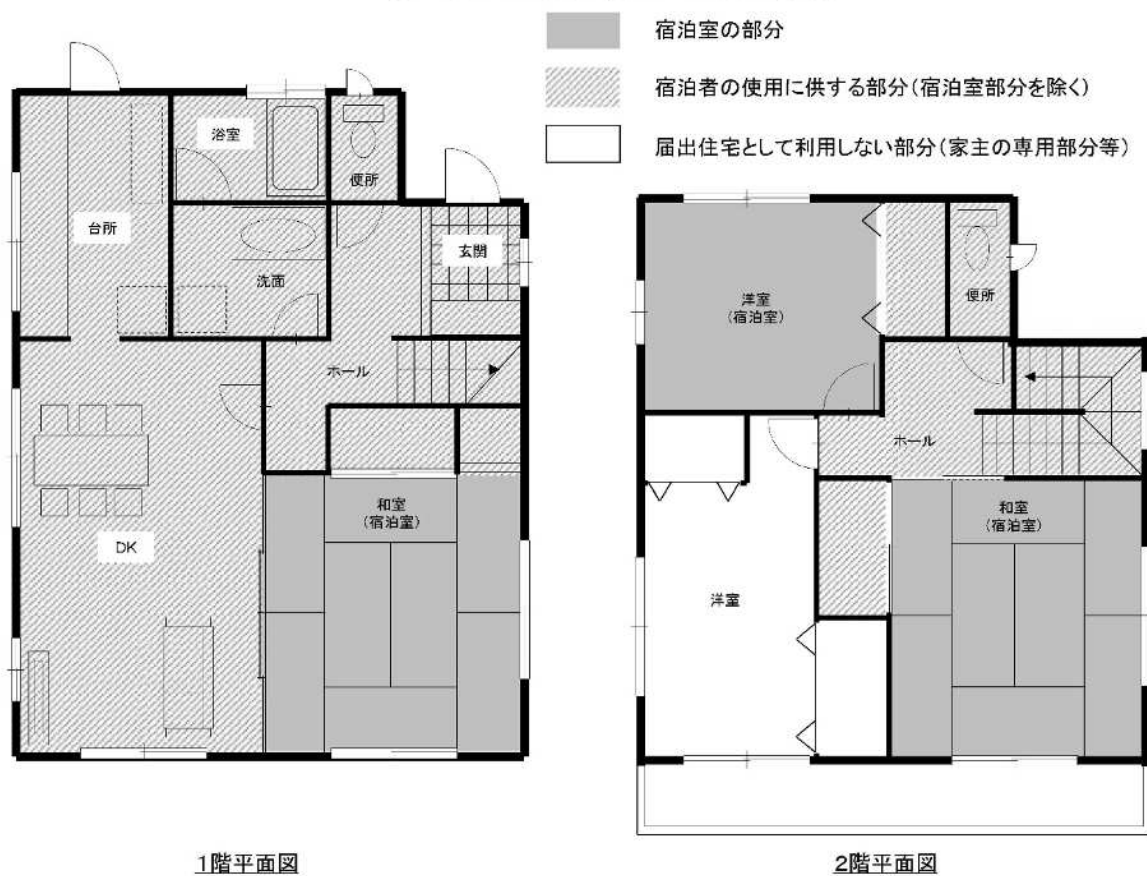 宿泊室の部分
宿泊者の使用に供する部分(宿泊室部分を除く)
届出住宅として利用しない部分(家主の専用部分等)
浴室
便所
台所
洗面
玄関
ホール
和室
(宿泊室)
DK
1階平面図
洋室
(宿泊室)
便所
ホール
和室
(宿泊室)
洋室
2階平面図